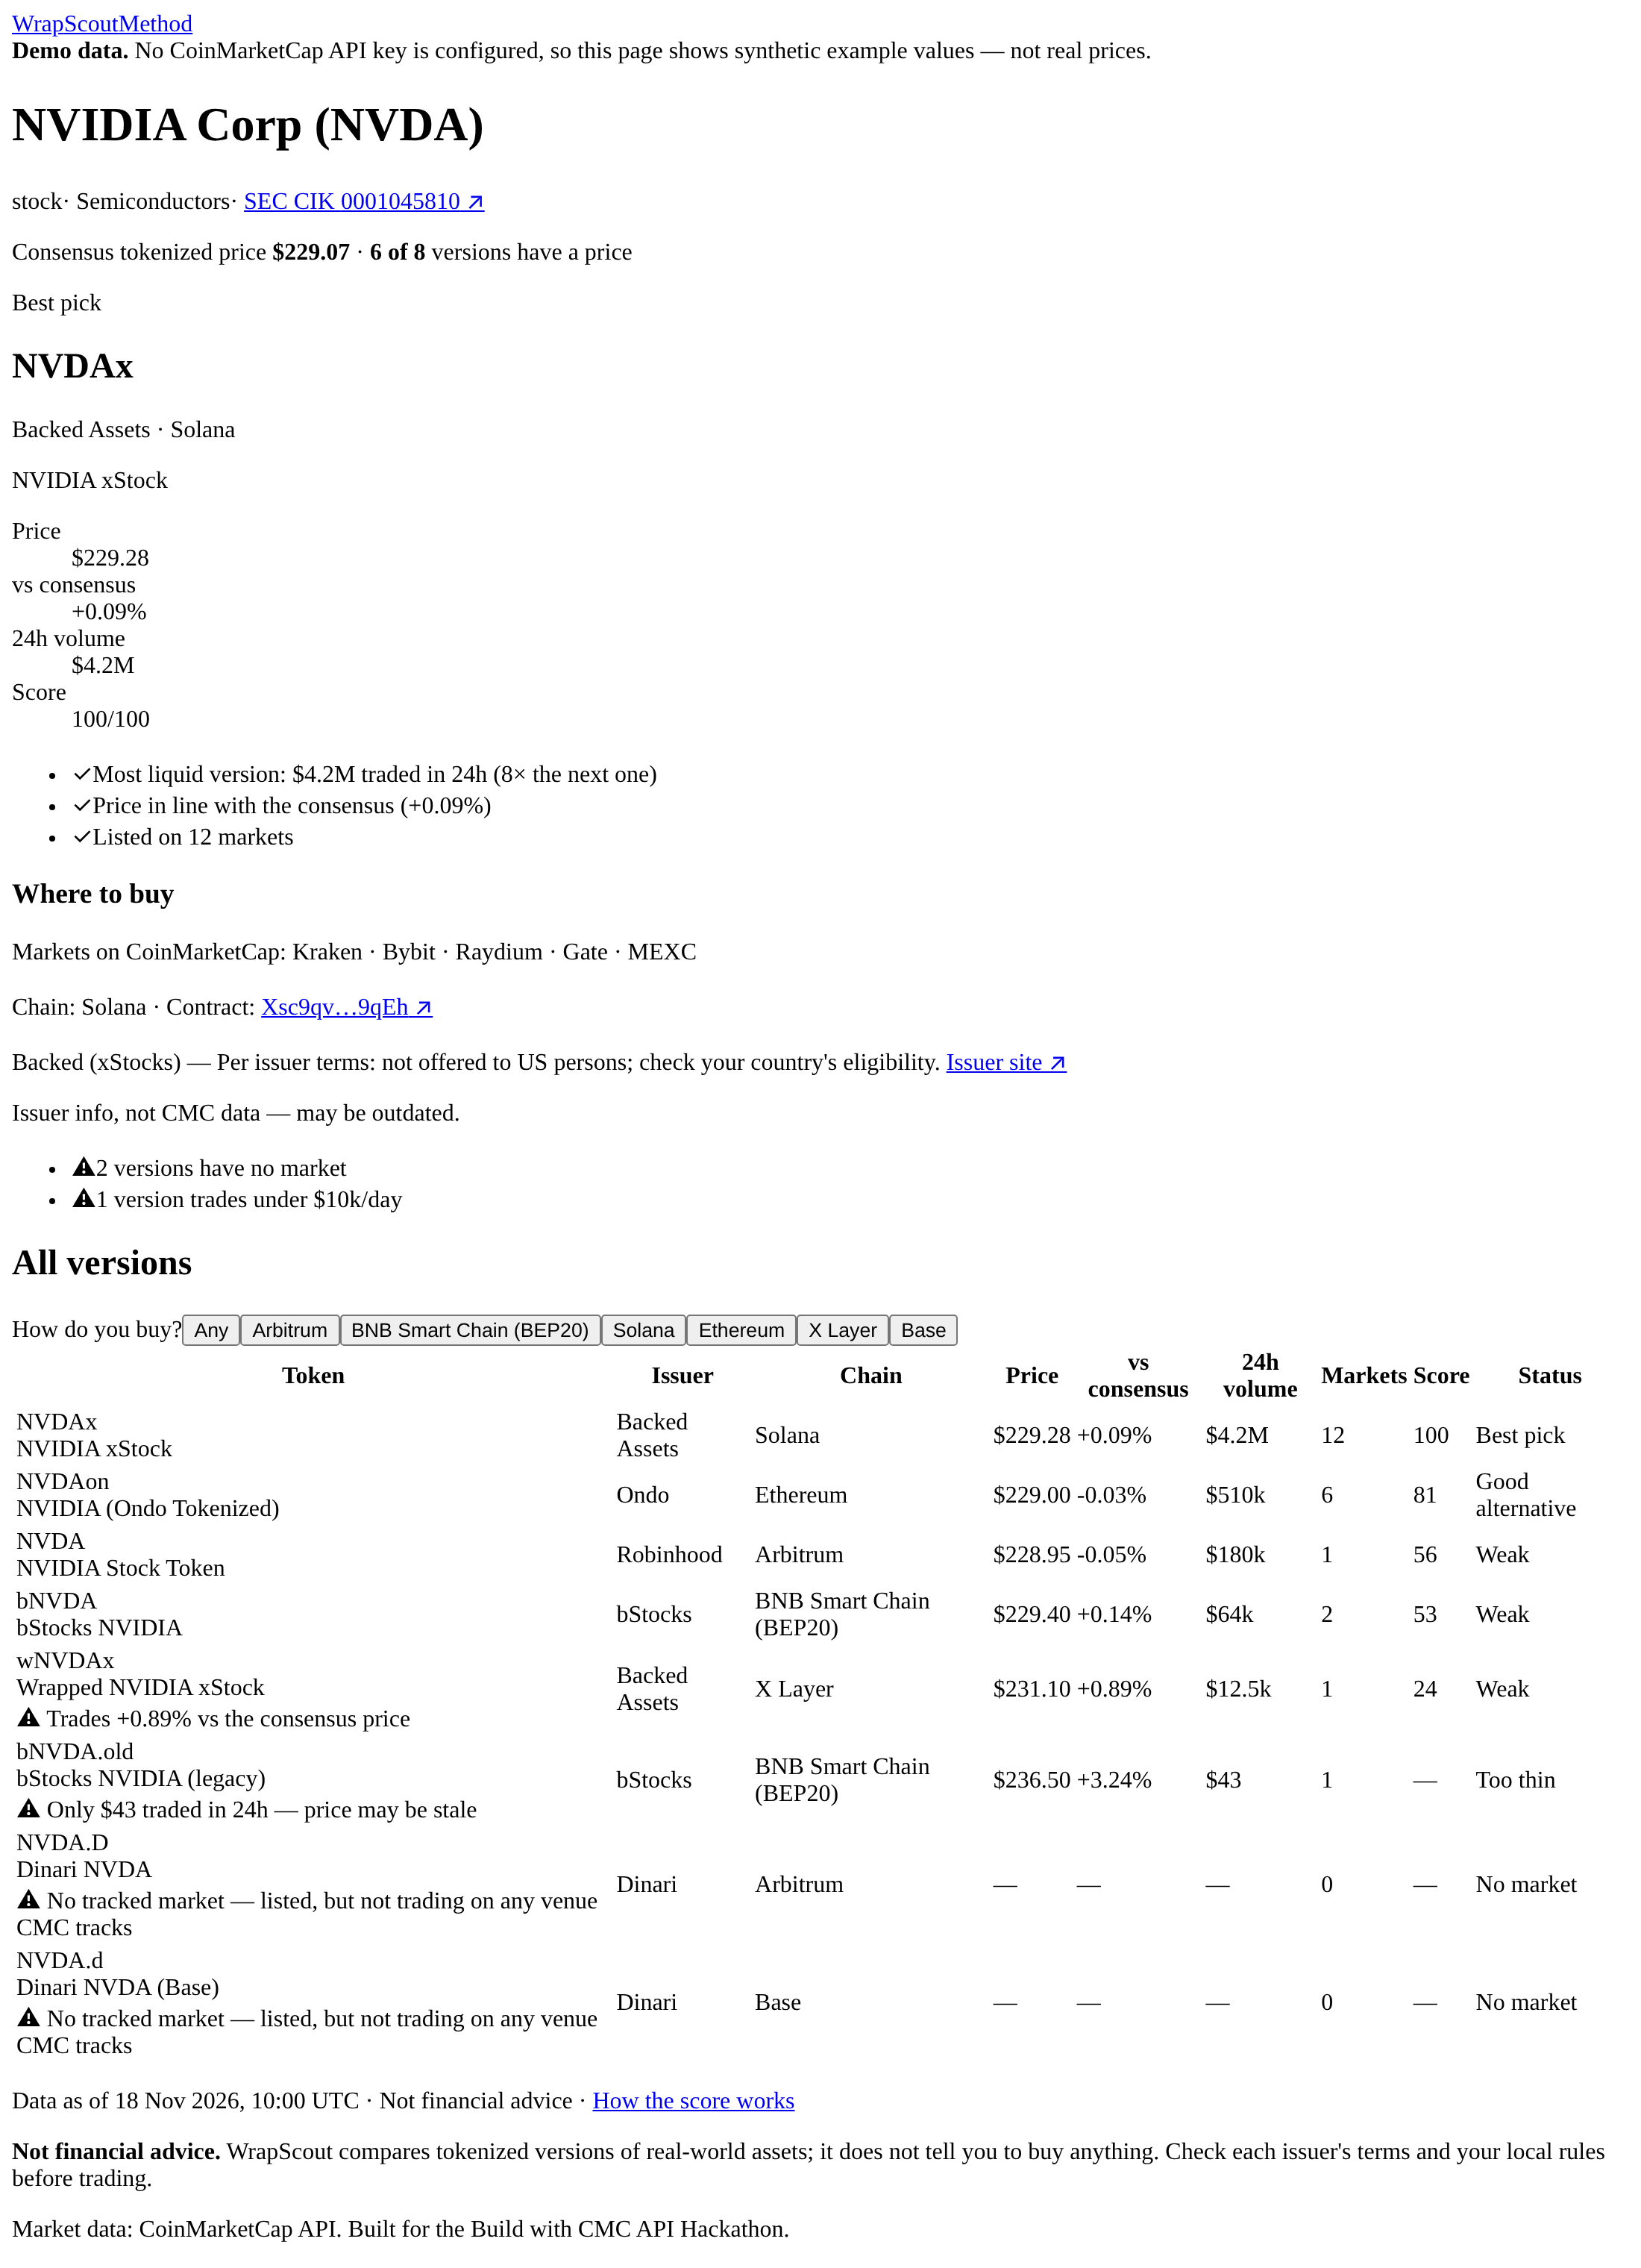 WrapScoutMethod
Demo data. No CoinMarketCap API key is configured, so this page shows synthetic example values — not real prices.
NVIDIA Corp (NVDA)
stock· Semiconductors· SEC CIK 0001045810 ↗
Consensus tokenized price $229.07 · 6 of 8 versions have a price
Best pick
NVDAx
Backed Assets · Solana
NVIDIA xStock
Price
$229.28
vs consensus
+0.09%
24h volume
$4.2M
Score
100/100
• ✓Most liquid version: $4.2M traded in 24h (8× the next one)
• ✓Price in line with the consensus (+0.09%)
• ✓Listed on 12 markets
Where to buy
Markets on CoinMarketCap: Kraken · Bybit · Raydium · Gate · MEXC
Chain: Solana · Contract: Xsc9qv…9qEh ↗
Backed (xStocks) — Per issuer terms: not offered to US persons; check your country's eligibility. Issuer site ↗
Issuer info, not CMC data — may be outdated.
• ⚠2 versions have no market
• ⚠1 version trades under $10k/day
All versions
How do you buy? Any Arbitrum BNB Smart Chain (BEP20) Solana Ethereum X Layer Base
Token Issuer Chain Price vs consensus 24h volume Markets Score Status
NVDAx NVIDIA xStock Backed Assets Solana $229.28 +0.09% $4.2M 12 100 Best pick
NVDAon NVIDIA (Ondo Tokenized) Ondo Ethereum $229.00 -0.03% $510k 6 81 Good alternative
NVDA NVIDIA Stock Token Robinhood Arbitrum $228.95 -0.05% $180k 1 56 Weak
bNVDA bStocks NVIDIA bStocks BNB Smart Chain (BEP20) $229.40 +0.14% $64k 2 53 Weak
wNVDAx Wrapped NVIDIA xStock ⚠ Trades +0.89% vs the consensus price Backed Assets X Layer $231.10 +0.89% $12.5k 1 24 Weak
bNVDA.old bStocks NVIDIA (legacy) ⚠ Only $43 traded in 24h — price may be stale bStocks BNB Smart Chain (BEP20) $236.50 +3.24% $43 1 — Too thin
NVDA.D Dinari NVDA ⚠ No tracked market — listed, but not trading on any venue CMC tracks Dinari Arbitrum — — — 0 — No market
NVDA.d Dinari NVDA (Base) ⚠ No tracked market — listed, but not trading on any venue CMC tracks Dinari Base — — — 0 — No market
Data as of 18 Nov 2026, 10:00 UTC · Not financial advice · How the score works
Not financial advice. WrapScout compares tokenized versions of real-world assets; it does not tell you to buy anything. Check each issuer's terms and your local rules
before trading.
Market data: CoinMarketCap API. Built for the Build with CMC API Hackathon.